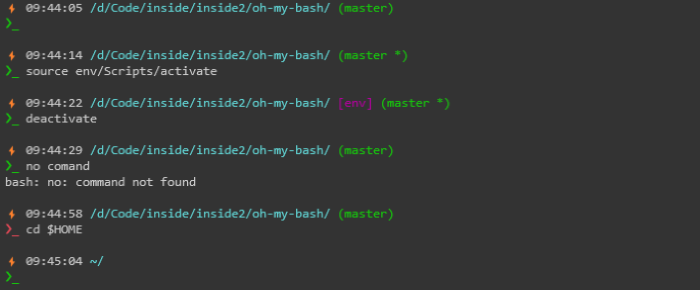 ⚡ 09:44:05 /d/Code/inside/inside2/oh-my-bash/ (master)
❯_
⚡ 09:44:14 /d/Code/inside/inside2/oh-my-bash/ (master *)
❯_ source env/Scripts/activate
⚡ 09:44:22 /d/Code/inside/inside2/oh-my-bash/ [env] (master *)
❯_ deactivate
⚡ 09:44:29 /d/Code/inside/inside2/oh-my-bash/ (master)
❯_ no comand
bash: no: command not found
⚡ 09:44:58 /d/Code/inside/inside2/oh-my-bash/ (master)
❯_ cd $HOME
⚡ 09:45:04 ~/
❯_